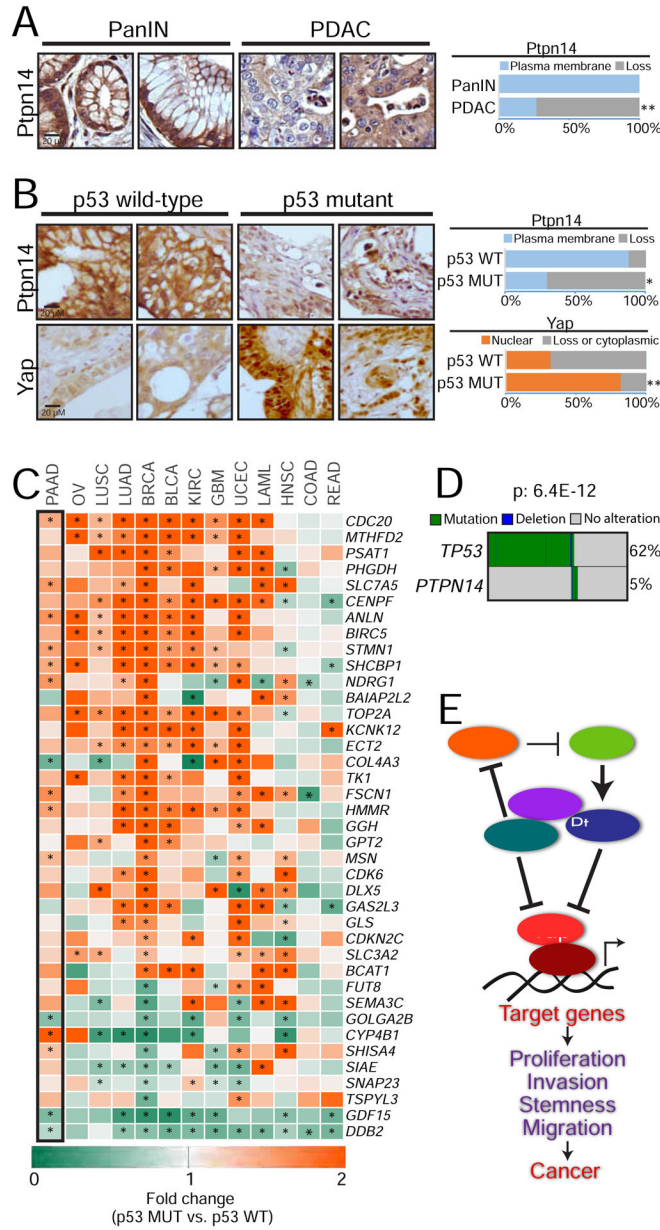 A
PanIN
PDAC
Ptpn14
20 µM
Ptpn14
Plasma membrane
Loss
PanIN
PDAC
**
0%
50%
100%
B
p53 wild-type
p53 mutant
Ptpn14
20 µM
Yap
20 µM
Ptpn14
Plasma membrane
Loss
p53 WT
p53 MUT
*
0%
50%
100%
Yap
Nuclear
Loss or cytoplasmic
p53 WT
p53 MUT
**
0%
50%
100%
C
PAAD
OV
LUSC
LUAD
BRCA
BLCA
KIRC
GBM
UCEC
LAML
HNSC
COAD
READ
CDC20
MTHFD2
PSAT1
PHGDH
SLC7A5
CENPF
ANLN
BIRC5
STMN1
SHCBP1
NDRG1
BAIAP2L2
TOP2A
KCNK12
ECT2
COL4A3
TK1
FSCN1
HMMR
GGH
GPT2
MSN
CDK6
DLX5
GAS2L3
GLS
CDKN2C
SLC3A2
BCAT1
FUT8
SEMA3C
GOLGA2B
CYP4B1
SHISA4
SIAE
SNAP23
TSPYL3
GDF15
DDB2
0
1
2
Fold change
(p53 MUT vs. p53 WT)
D
p: 6.4E-12
Mutation
Deletion
No alteration
TP53
62%
PTPN14
5%
E
Target genes
Proliferation
Invasion
Stemness
Migration
Cancer